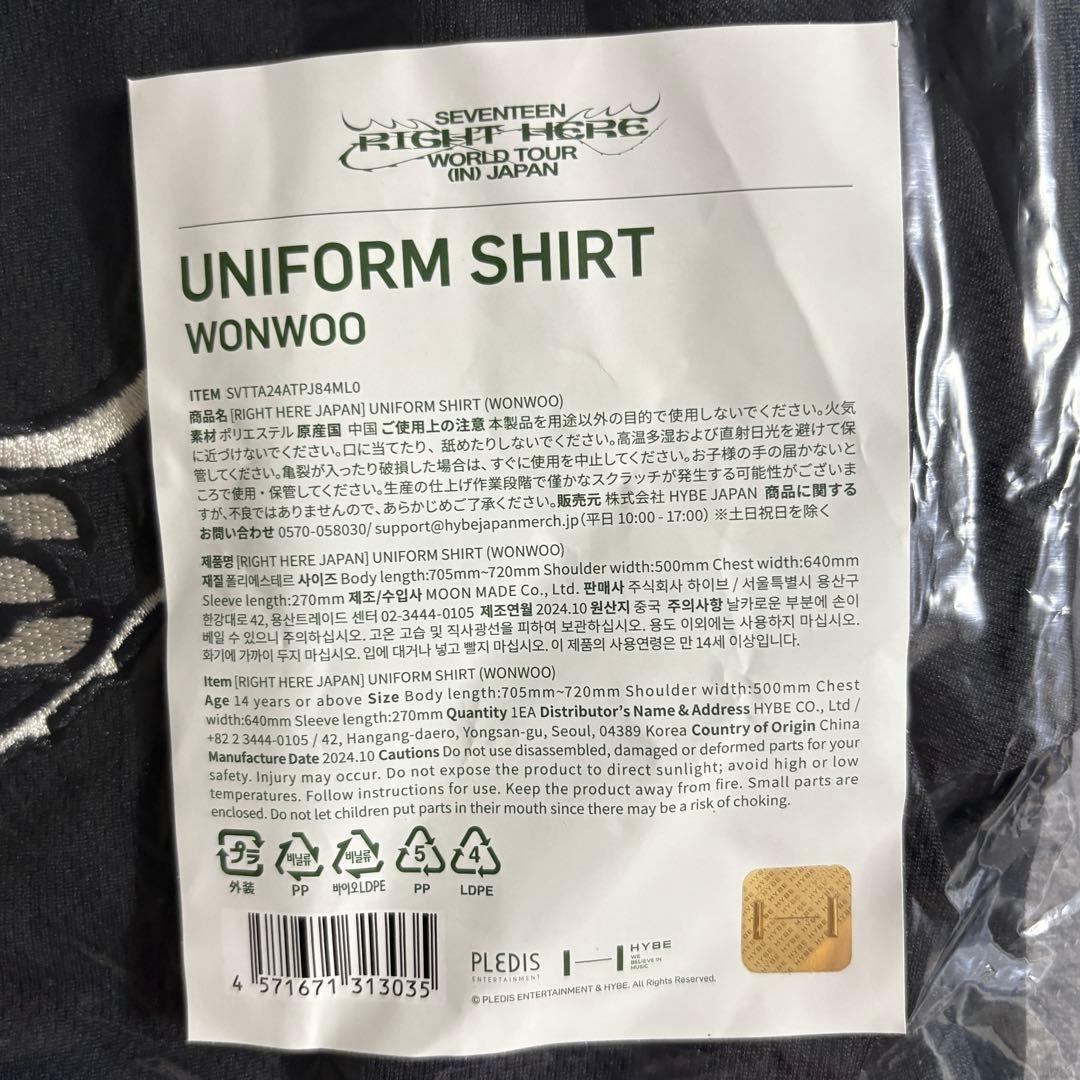 SEVENTEEN
RIGHT HERE
WORLD TOUR
(IN) JAPAN
UNIFORM SHIRT
WONWOO
ITEM SVTTA24ATPJ84ML0
商品名 [RIGHT HERE JAPAN] UNIFORM SHIRT (WONWOO)
素材 ポリエステル 原産国 中国 ご使用上の注意 本製品を用途以外の目的で使用しないでください。火気
に近づけないでください。口に当てたり、舐めたりしないでください。高温多湿および直射日光を避けて保
管してください。亀裂が入ったり破損した場合は、すぐに使用を中止してください。お子様の手の届かないと
ころで使用・保管してください。生産の仕上げ作業段階で僅かなスクラッチが発生する可能性がございま
すが、不良ではありませんので、あらかじめご了承ください。販売元 株式会社 HYBE JAPAN 商品に関する
お問い合わせ 0570-058030/ support@hybejapanmerch.jp (平日 10:00 - 17:00) ※土日祝日を除く
제품명 [RIGHT HERE JAPAN] UNIFORM SHIRT (WONWOO)
재질 폴리에스테르 사이즈 Body length:705mm~720mm Shoulder width:500mm Chest width:640mm
Sleeve length:270mm 제조/수입사 MOON MADE Co., Ltd. 판매사 주식회사 하이브 / 서울특별시 용산구
한강대로 42, 용산트레이드 센터 02-3444-0105 제조연월 2024.10 원산지 중국 주의사항 날카로운 부분에 손이
베일 수 있으니 주의하십시오. 고온 고습 및 직사광선을 피하여 보관하십시오. 용도 이외에는 사용하지 마십시오.
화기에 가까이 두지 마십시오. 입에 대거나 넣고 빨지 마십시오. 이 제품의 사용연령은 만 14세 이상입니다.
Item [RIGHT HERE JAPAN] UNIFORM SHIRT (WONWOO)
Age 14 years or above Size Body length:705mm~720mm Shoulder width:500mm Chest
width:640mm Sleeve length:270mm Quantity 1EA Distributor's Name & Address HYBE CO., Ltd /
+82 2 3444-0105 / 42, Hangang-daero, Yongsan-gu, Seoul, 04389 Korea Country of Origin China
Manufacture Date 2024.10 Cautions Do not use disassembled, damaged or deformed parts for your
safety. Injury may occur. Do not expose the product to direct sunlight; avoid high or low
temperatures. Follow instructions for use. Keep the product away from fire. Small parts are
enclosed. Do not let children put parts in their mouth since there may be a risk of choking.
プラ 비닐류 비닐류 5 4
外装 PP 바이오LDPE PP LDPE
4 571671 313035
PLEDIS
ENTERTAINMENT
HYBE
WE
BELIEVE IN
MUSIC
© PLEDIS ENTERTAINMENT & HYBE. All Rights Reserved.